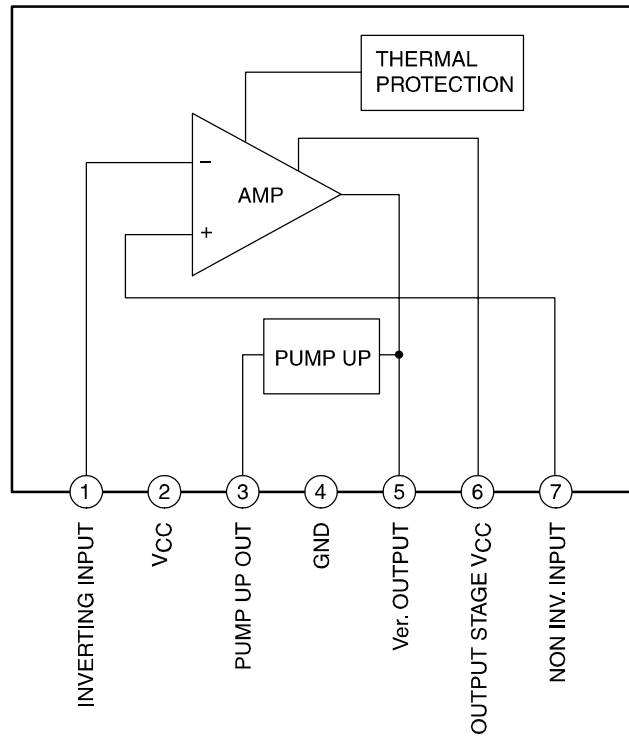 THERMAL
PROTECTION
−
AMP
+
PUMP UP
1
2
3
4
5
6
7
INVERTING INPUT
VCC
PUMP UP OUT
GND
Ver. OUTPUT
OUTPUT STAGE VCC
NON INV. INPUT